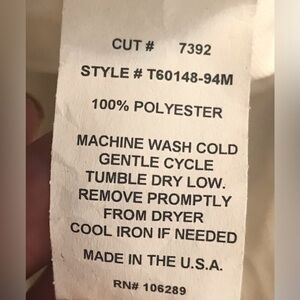 CUT # 7392
STYLE # T60148-94M
100% POLYESTER
MACHINE WASH COLD
GENTLE CYCLE
TUMBLE DRY LOW.
REMOVE PROMPTLY
FROM DRYER
COOL IRON IF NEEDED
MADE IN THE U.S.A.
RN# 106289